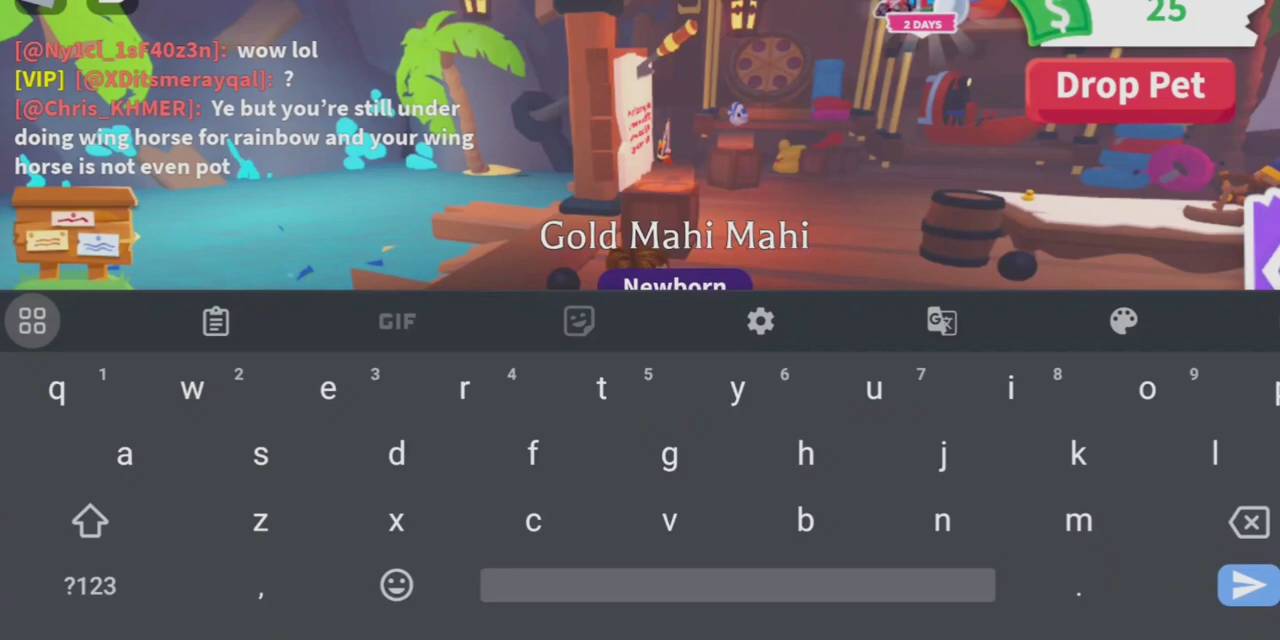 [@Ny1cl_1sF40z3n]: wow lol
[VIP] [@XDitsmerayqal]: ?
[@Chris_KHMER]: Ye but you're still under
doing wing horse for rainbow and your wing
horse is not even pot
2 DAYS
$
25
Drop Pet
Gold Mahi Mahi
Newborn
GIF
q 1 w 2 e 3 r 4 t 5 y 6 u 7 i 8 o 9 p
a s d f g h j k l
z x c v b n m
?123 , .